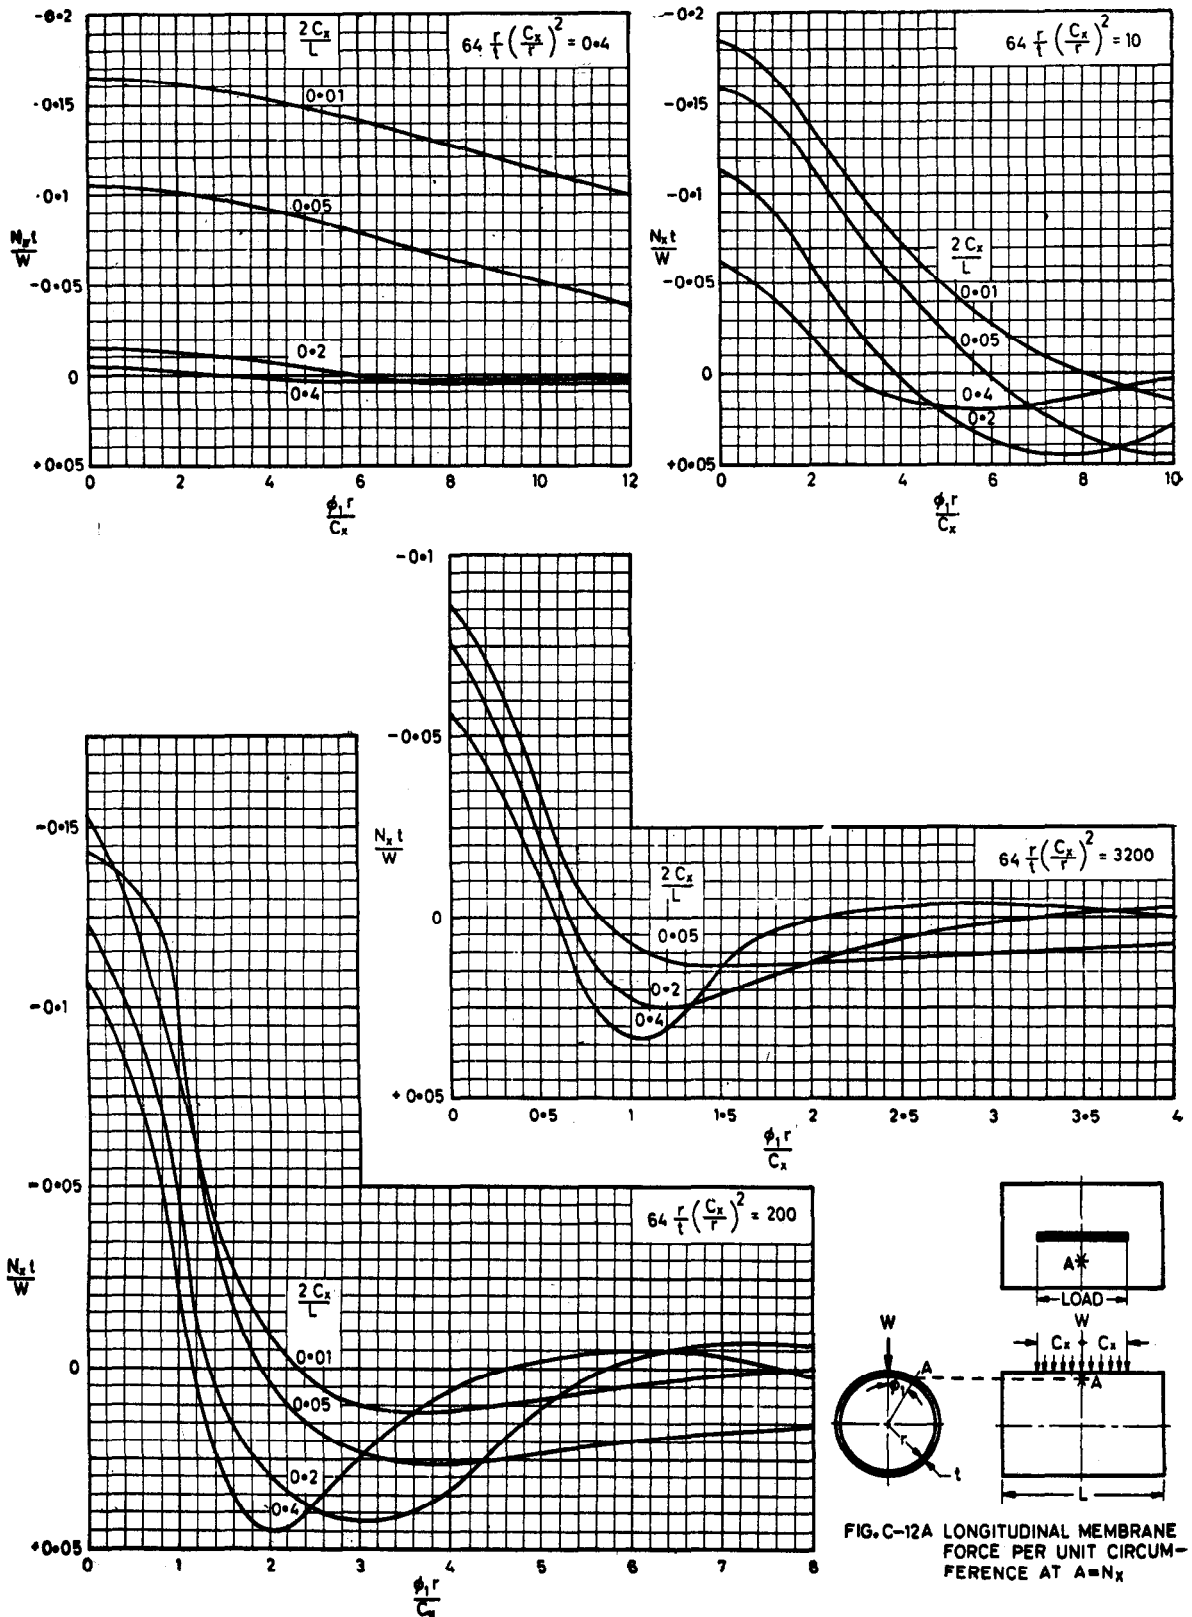 -0•2
-0•15
-0•1
-0•05
0
+0•05
Nₓt
W
2 Cₓ
L
64 r/t (Cₓ/r)² = 0•4
0•01
0•05
0•2
0•4
0 2 4 6 8 10 12
ϕ₁ r
Cₓ
-0•2
-0•15
-0•1
-0•05
0
+0•05
Nₓt
W
64 r/t (Cₓ/r)² = 10
2 Cₓ
L
0•01
0•05
0•4
0•2
0 2 4 6 8 10
ϕ₁ r
Cₓ
-0•1
-0•05
0
+0•05
Nₓ t
W
64 r/t (Cₓ/r)² = 3200
2 Cₓ
L
0•05
0•2
0•4
0 0•5 1 1•5 2 2•5 3 3•5 4
ϕ₁ r
Cₓ
-0•15
-0•1
-0•05
0
+0•05
Nₓ t
W
64 r/t (Cₓ/r)² = 200
2 Cₓ
L
0•01
0•05
0•2
0•4
0 1 2 3 4 5 6 7 8
ϕ₁ r
Cₓ
A
LOAD
W
W
Cₓ Cₓ
A
A
ϕ₁
r
t
L
FIG. C-12A LONGITUDINAL MEMBRANE
FORCE PER UNIT CIRCUM-
FERENCE AT A=Nₓ